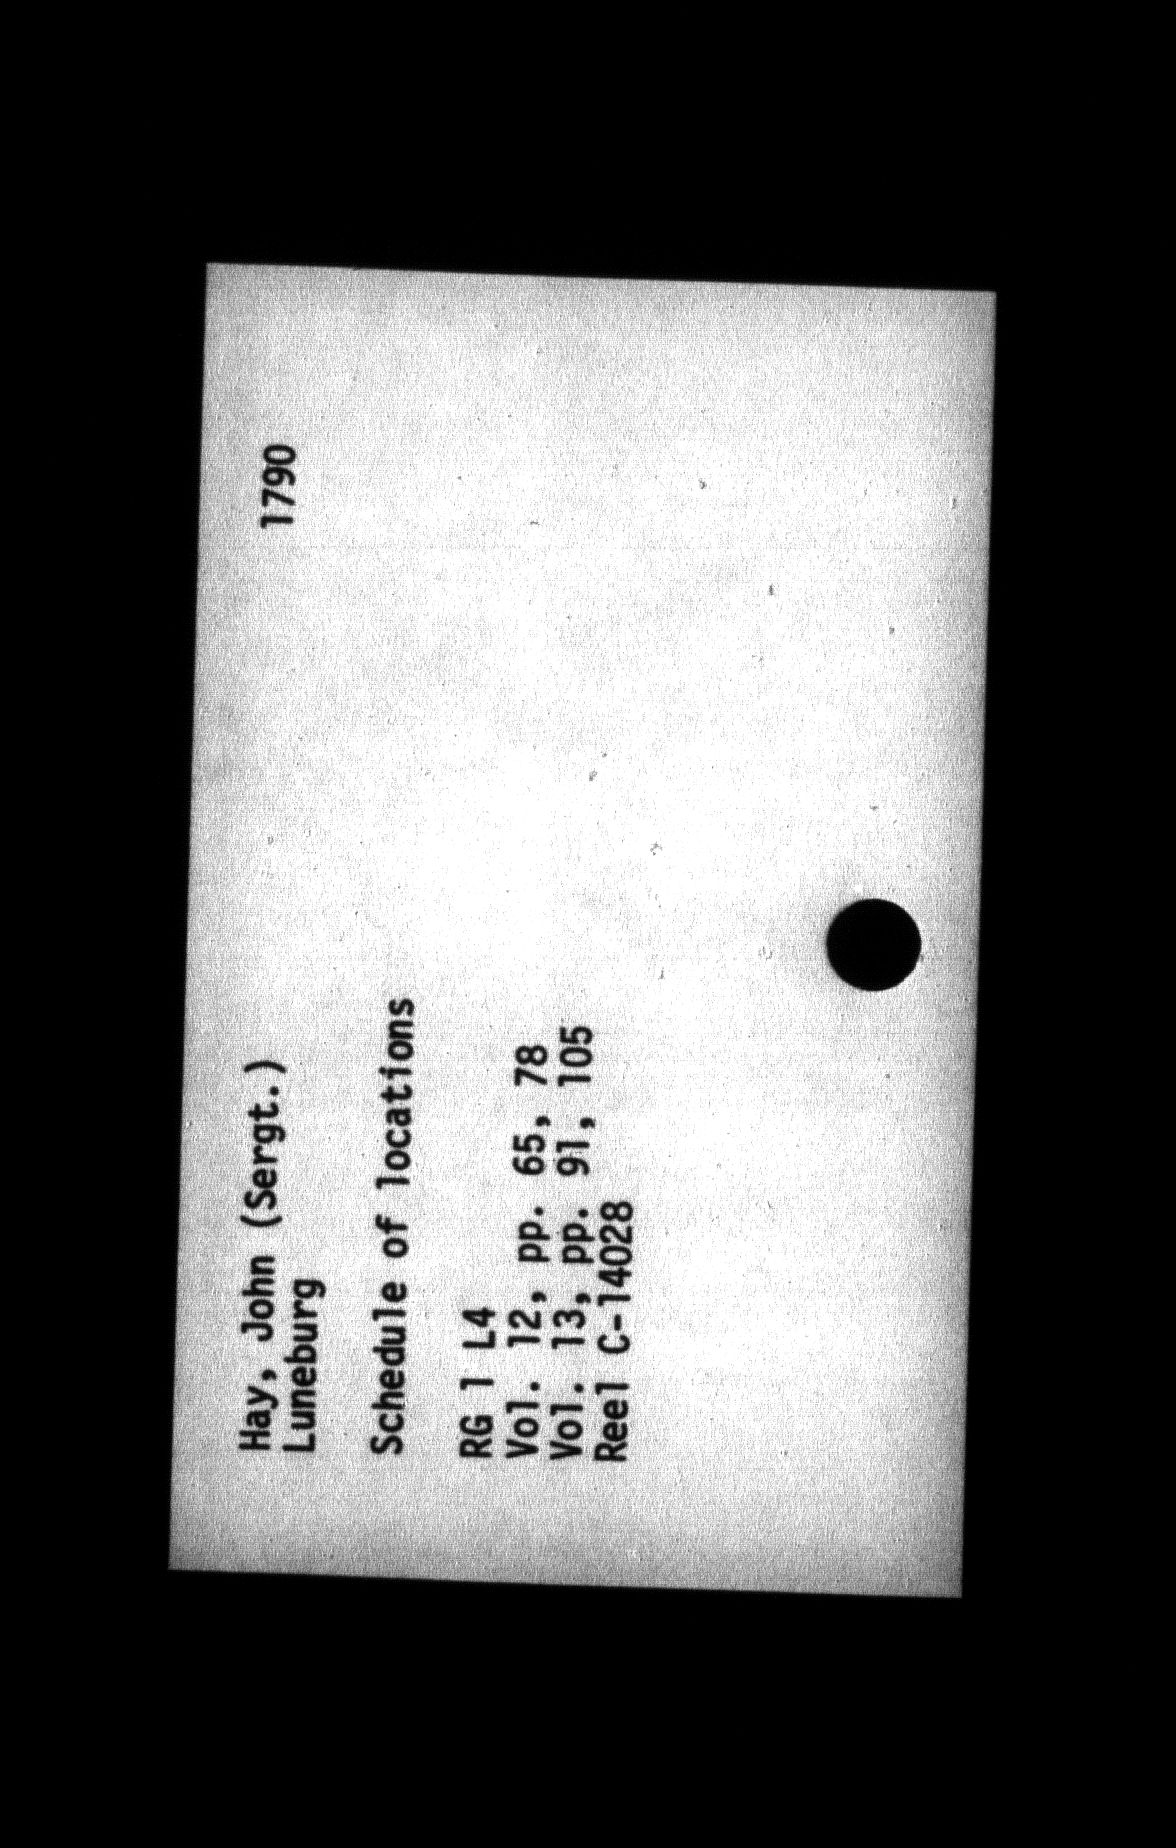 Hay, John (Sergt.) 1790
Luneburg
Schedule of locations
RG 1 L4
Vol. 12, pp. 65, 78
Vol. 13, pp. 91, 105
Reel C-14028